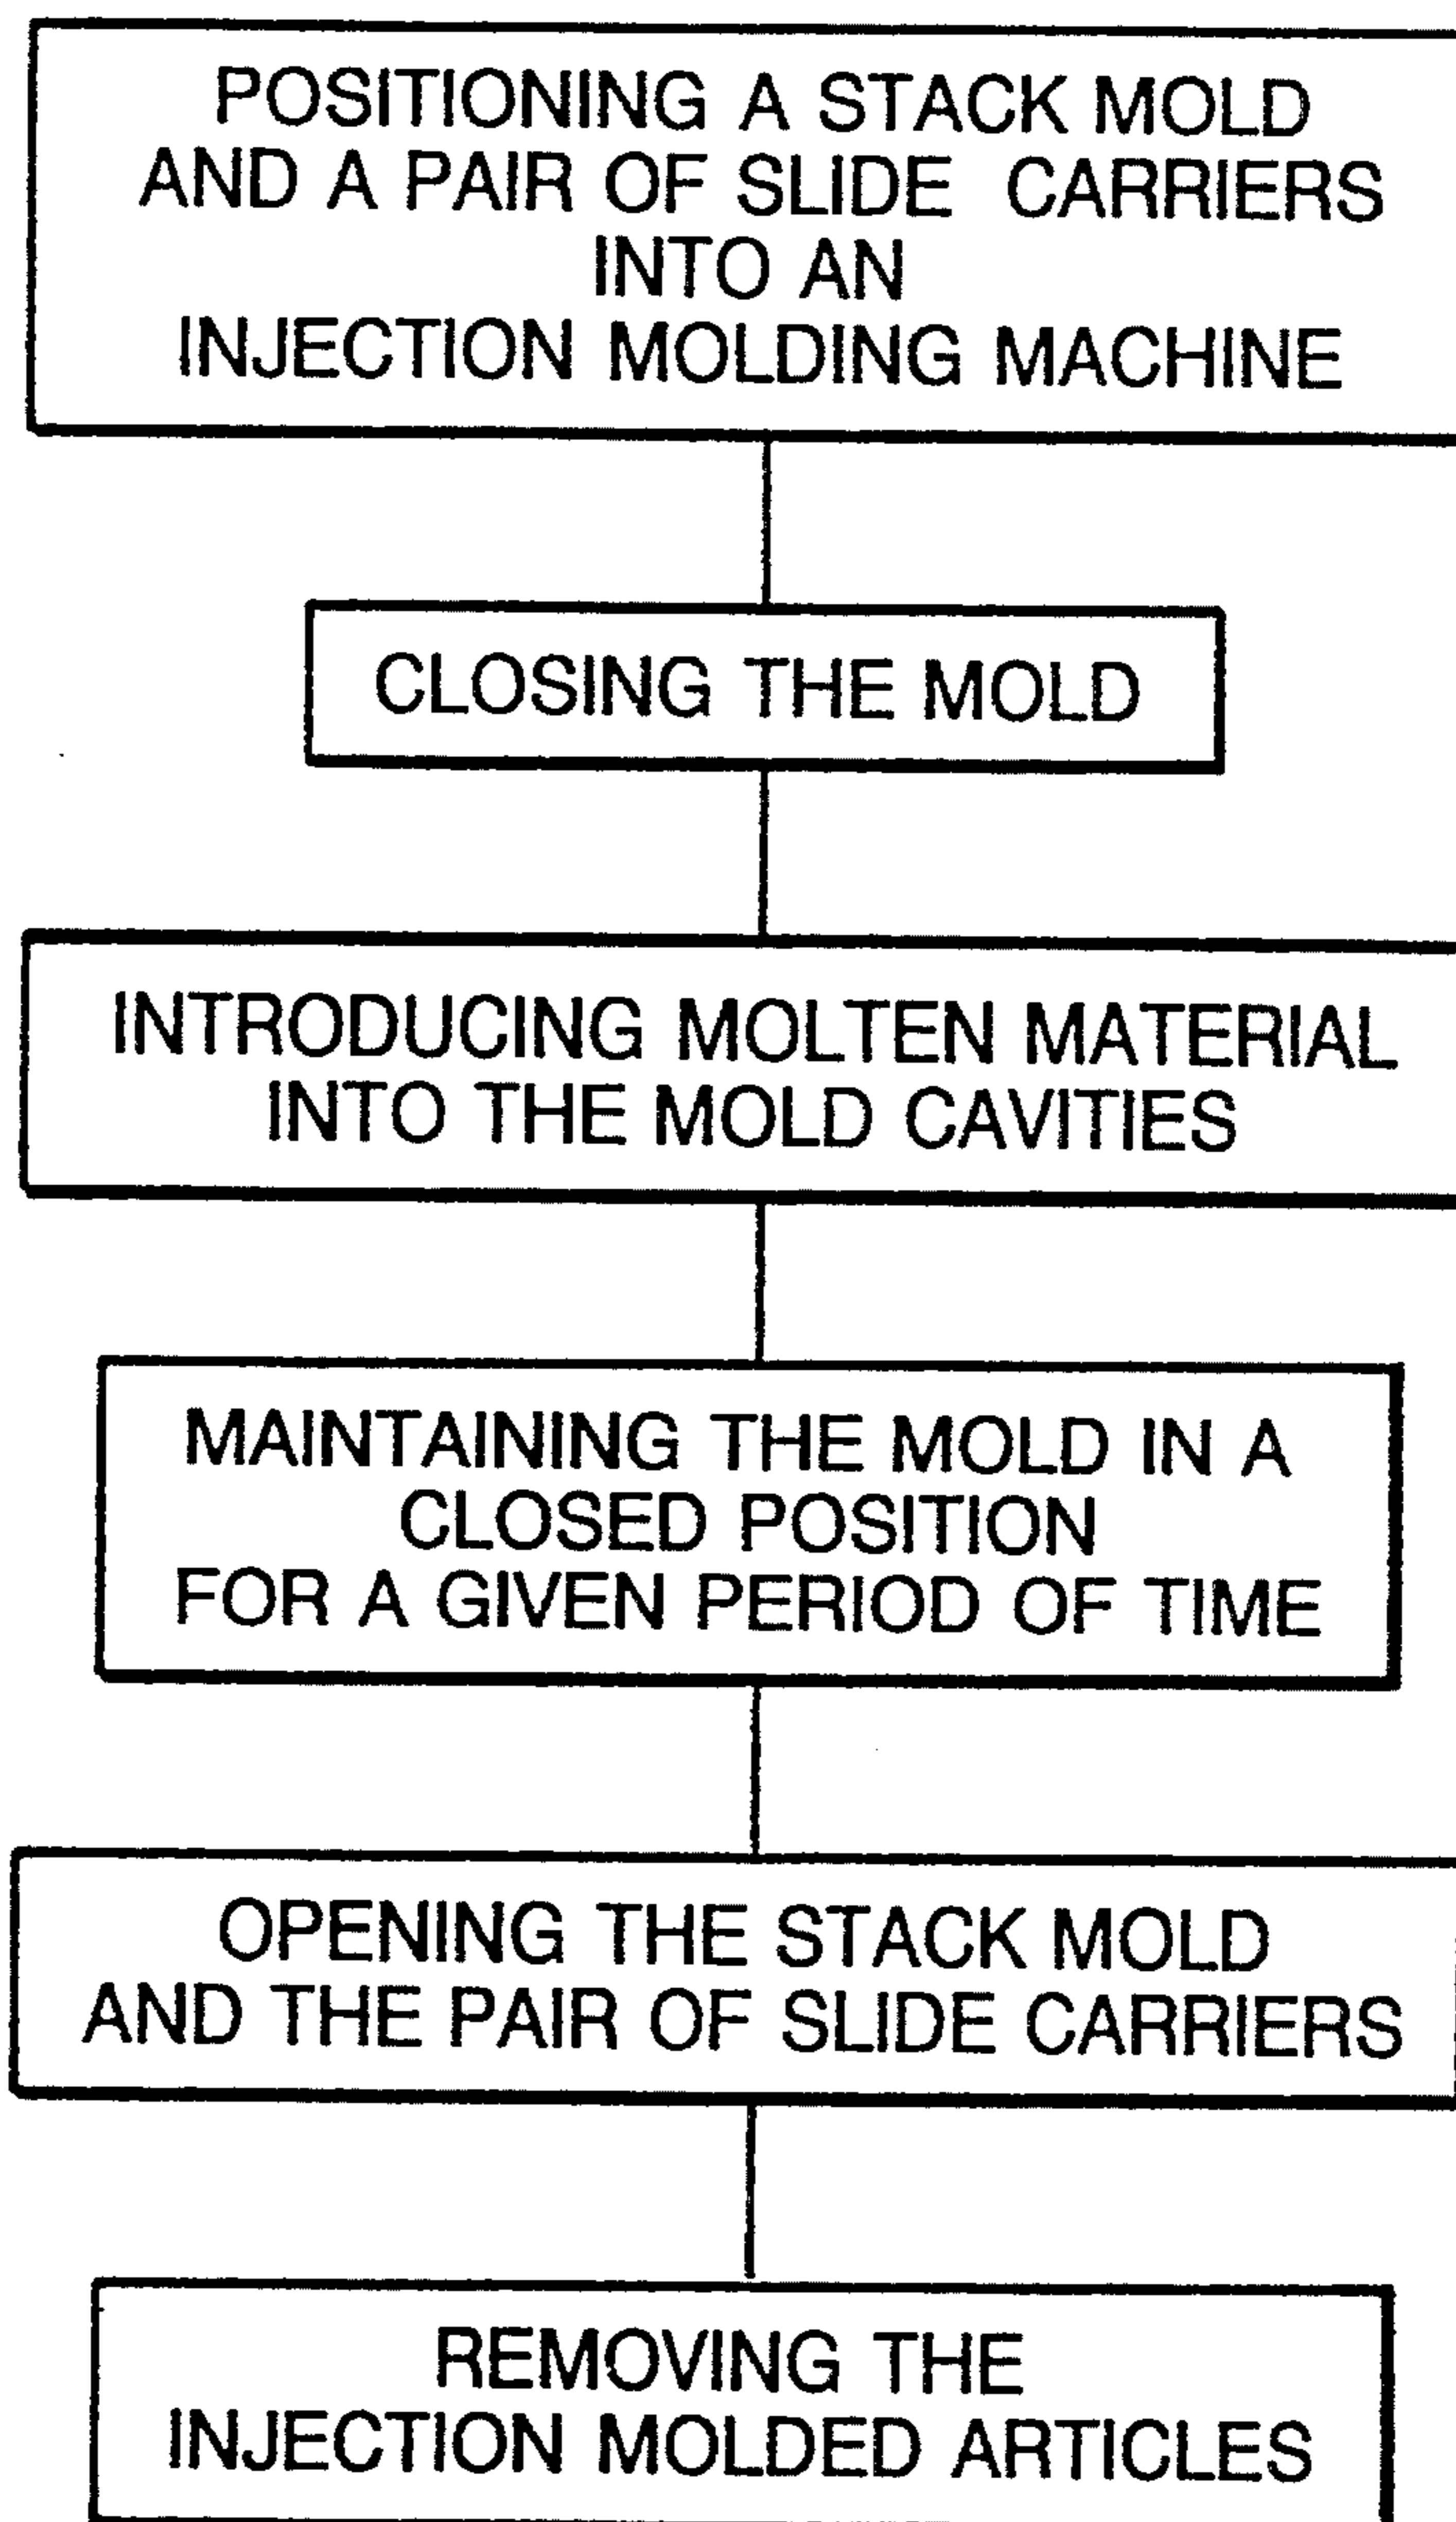 POSITIONING A STACK MOLD
AND A PAIR OF SLIDE CARRIERS
INTO AN
INJECTION MOLDING MACHINE
CLOSING THE MOLD
INTRODUCING MOLTEN MATERIAL
INTO THE MOLD CAVITIES
MAINTAINING THE MOLD IN A
CLOSED POSITION
FOR A GIVEN PERIOD OF TIME
OPENING THE STACK MOLD
AND THE PAIR OF SLIDE CARRIERS
REMOVING THE
INJECTION MOLDED ARTICLES